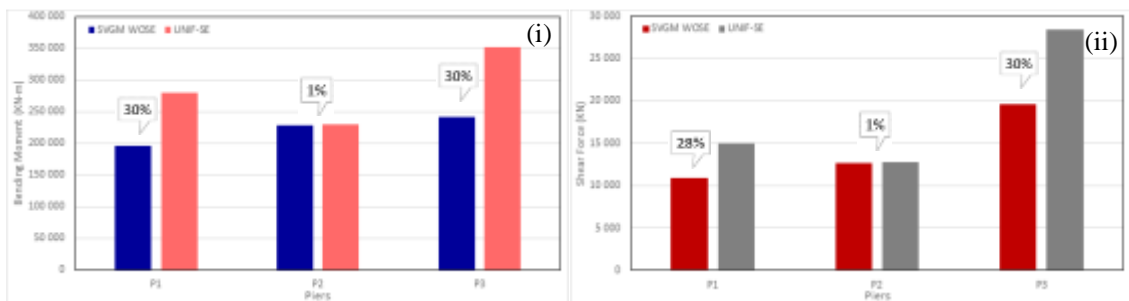 400 000
SVGM WOSE
UNIF-SE
(i)
350 000
300 000
250 000
200 000
150 000
100 000
50 000
0
Bending Moment (KN-m)
30%
1%
30%
P1
P2
P3
Piers
30 000
SVGM WOSE
UNIF-SE
(ii)
25 000
20 000
15 000
10 000
5 000
0
Shear Force (KN)
28%
1%
30%
P1
P2
P3
Piers